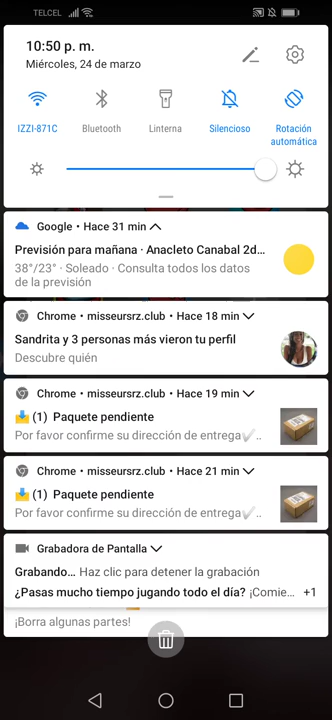 TELCEL
10:50 p. m.
Miércoles, 24 de marzo
IZZI-871C
Bluetooth
Linterna
Silencioso
Rotación
automática
Google • Hace 31 min
Previsión para mañana · Anacleto Canabal 2d...
38°/23° · Soleado · Consulta todos los datos
de la previsión
Chrome • misseursrz.club • Hace 18 min
Sandrita y 3 personas más vieron tu perfil
Descubre quién
Chrome • misseursrz.club • Hace 19 min
(1) Paquete pendiente
Por favor confirme su dirección de entrega✔..
Chrome • misseursrz.club • Hace 21 min
(1) Paquete pendiente
Por favor confirme su dirección de entrega✔..
Grabadora de Pantalla
Grabando... Haz clic para detener la grabación
¿Pasas mucho tiempo jugando todo el día? ¡Comie... +1
¡Borra algunas partes!